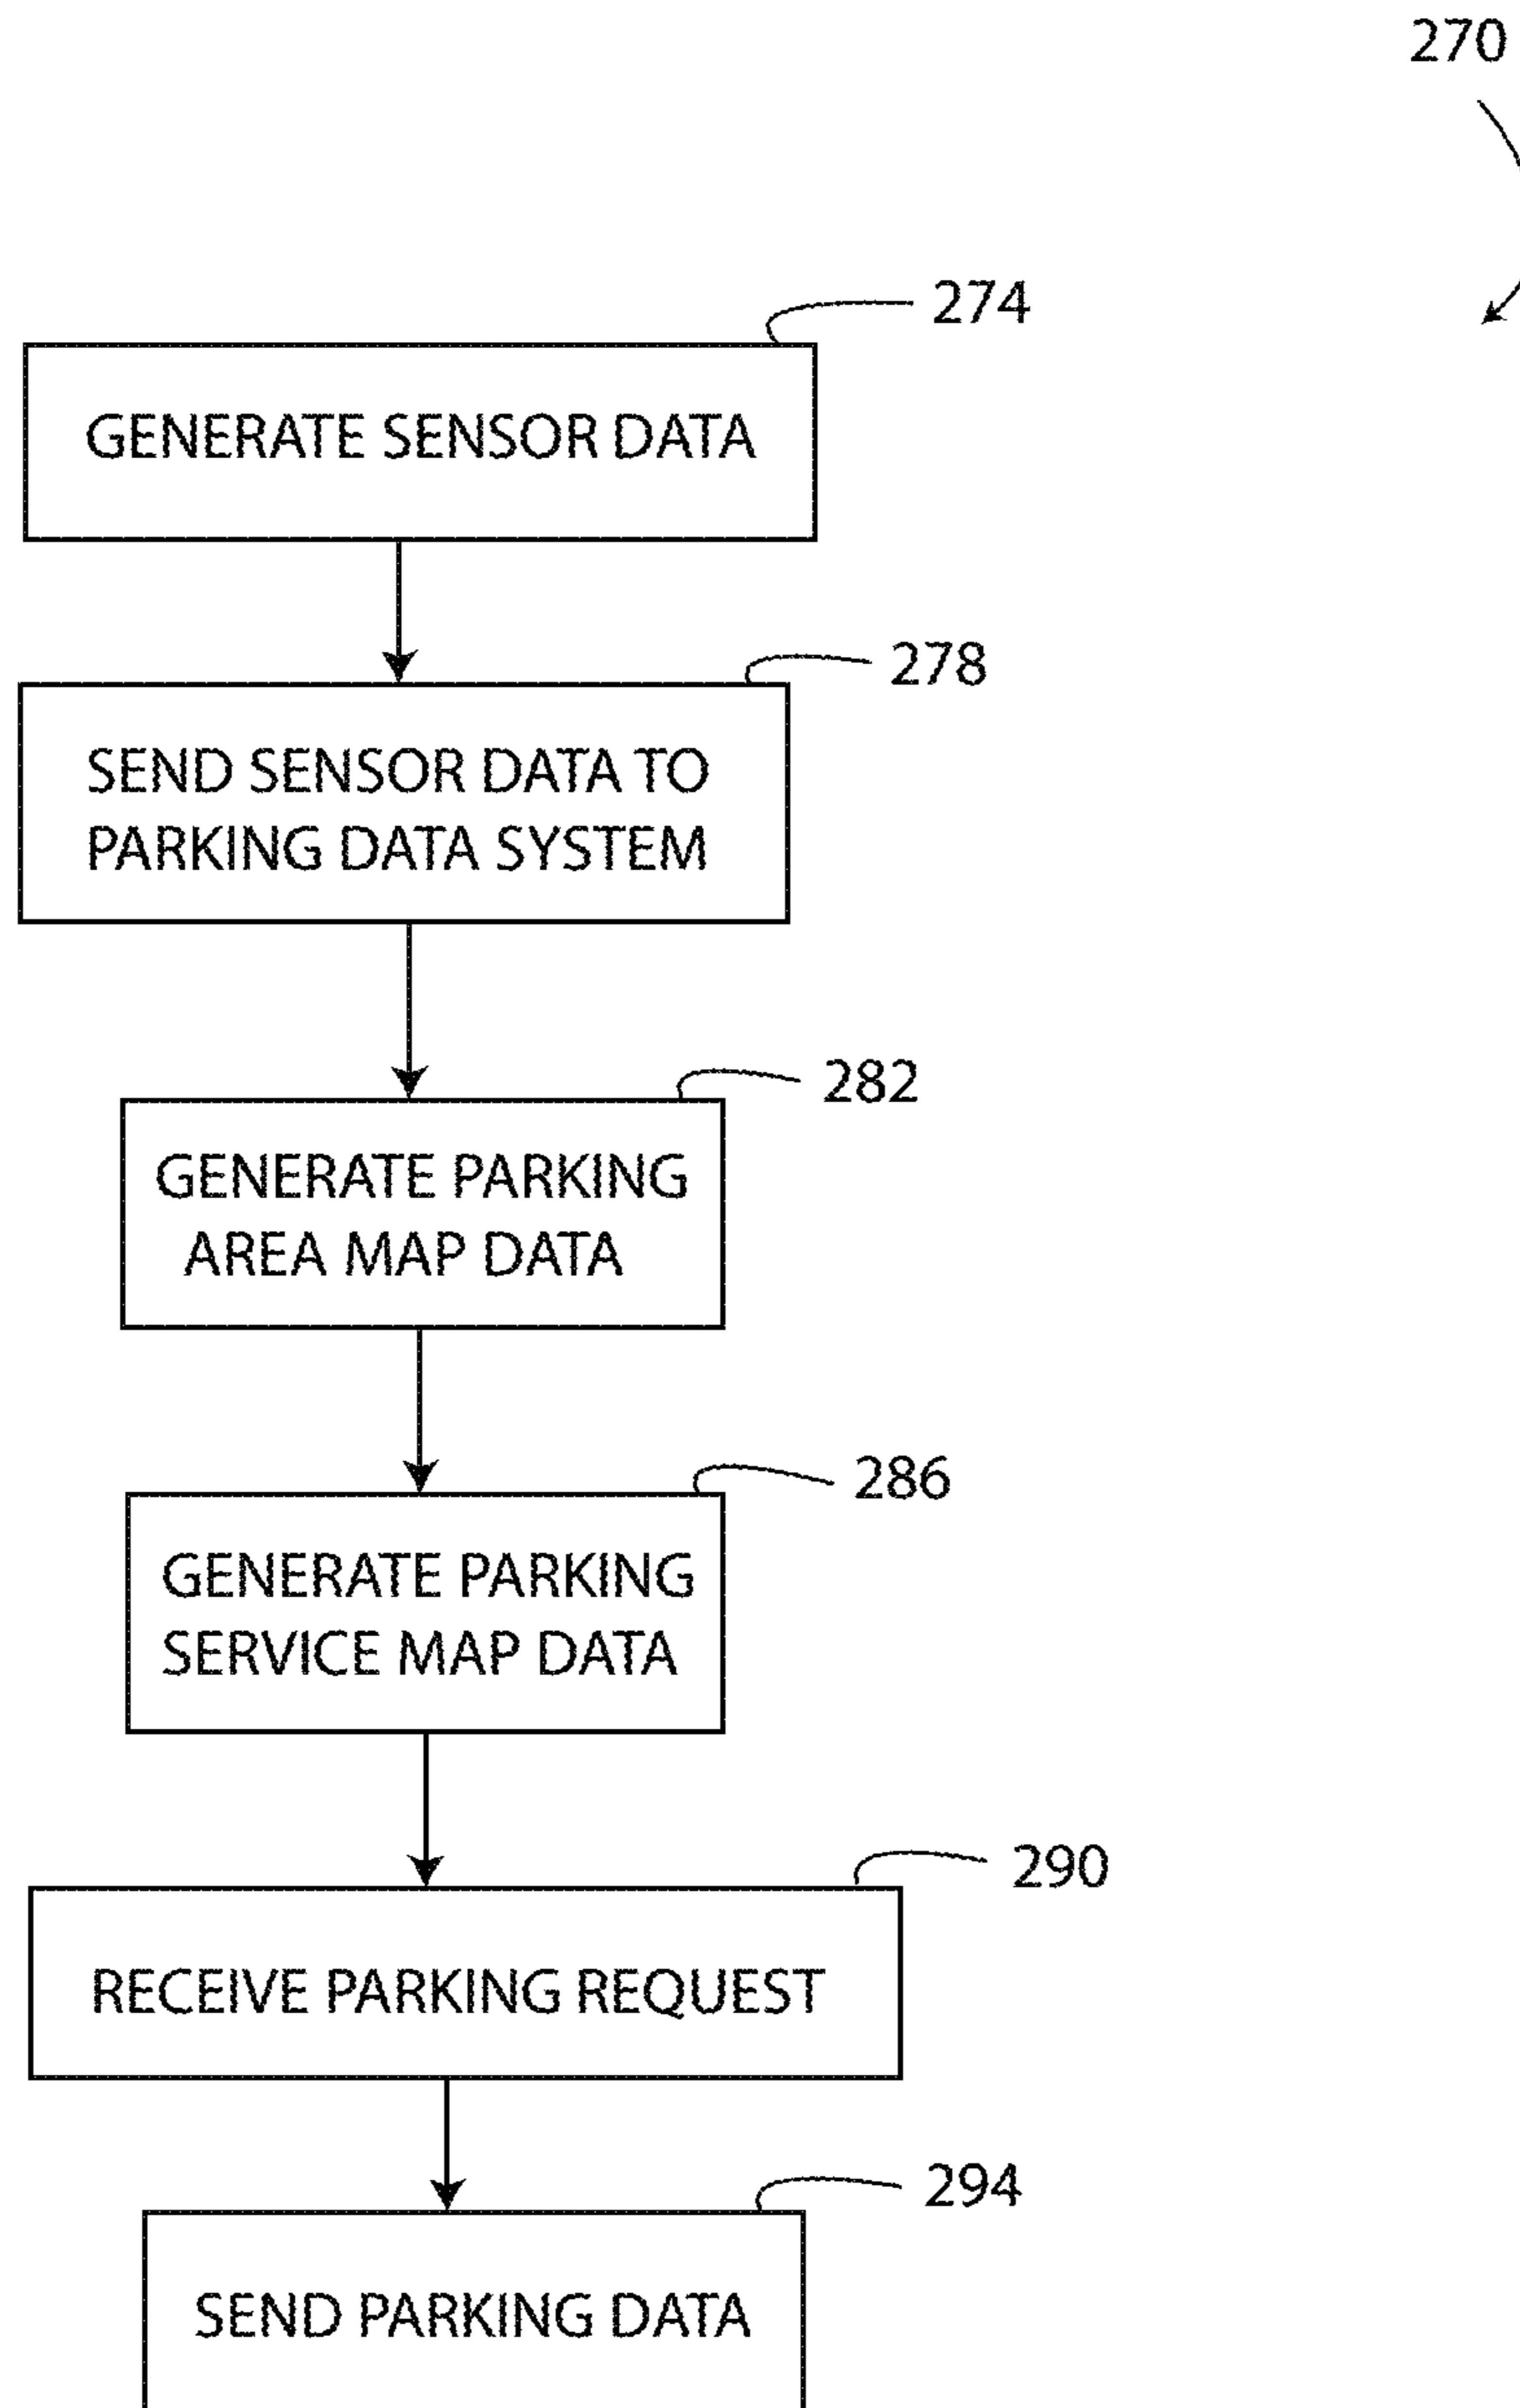 270
274
GENERATE SENSOR DATA
278
SEND SENSOR DATA TO
PARKING DATA SYSTEM
282
GENERATE PARKING
AREA MAP DATA
286
GENERATE PARKING
SERVICE MAP DATA
290
RECEIVE PARKING REQUEST
294
SEND PARKING DATA